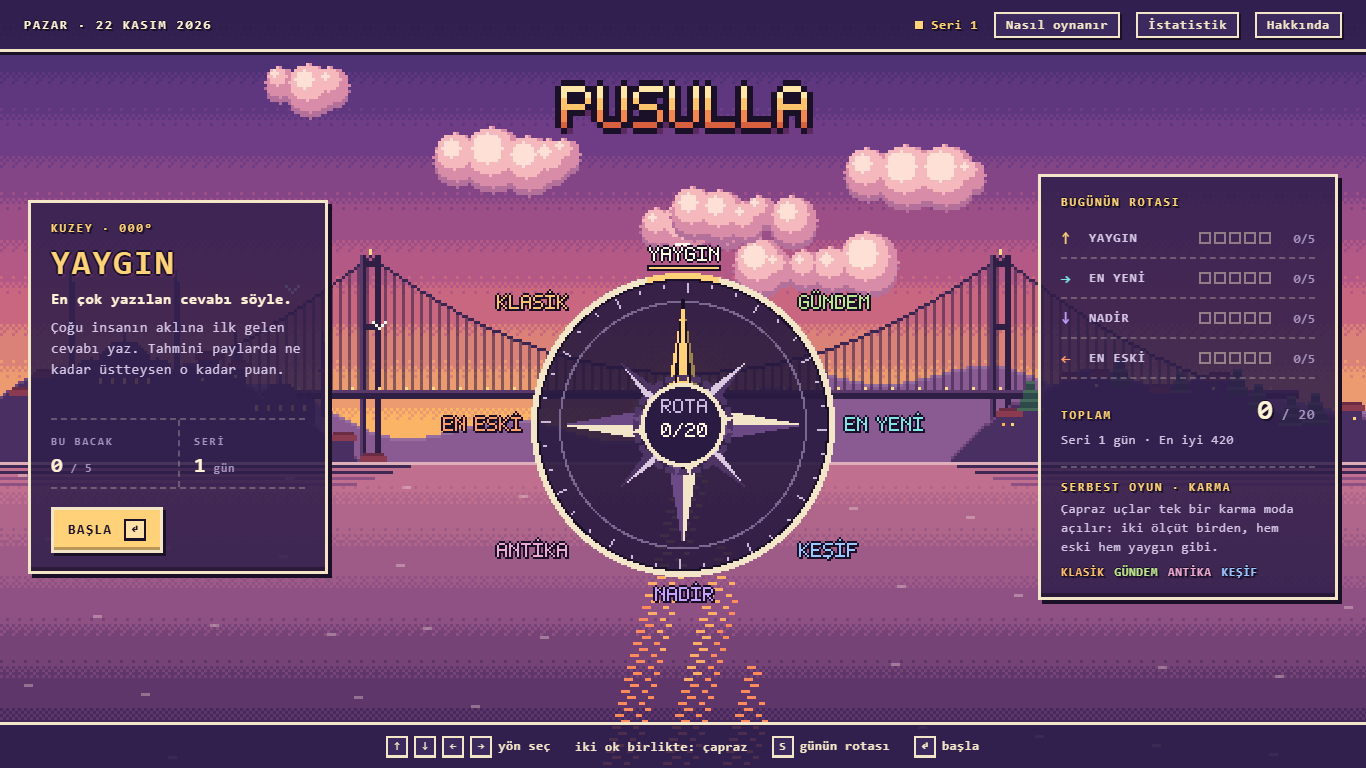 PAZAR · 22 KASIM 2026
Seri 1
Nasıl oynanır
İstatistik
Hakkında
PUSULLA
KUZEY · 000°
YAYGIN
En çok yazılan cevabı söyle.
Çoğu insanın aklına ilk gelen
cevabı yaz. Tahmini paylarda ne
kadar üstteysen o kadar puan.
BU BACAK
0 / 5
SERİ
1 gün
BAŞLA ↵
YAYGIN
KLASİK
GÜNDEM
EN ESKİ
ROTA
0/20
EN YENİ
ANTİKA
KEŞİF
NADİR
BUGÜNÜN ROTASI
↑ YAYGIN 0/5
→ EN YENİ 0/5
↓ NADİR 0/5
← EN ESKİ 0/5
TOPLAM 0 / 20
Seri 1 gün · En iyi 420
SERBEST OYUN · KARMA
Çapraz uçlar tek bir karma moda
açılır: iki ölçüt birden, hem
eski hem yaygın gibi.
KLASİK GÜNDEM ANTİKA KEŞİF
↑ ↓ ← → yön seç iki ok birlikte: çapraz S günün rotası ↵ başla